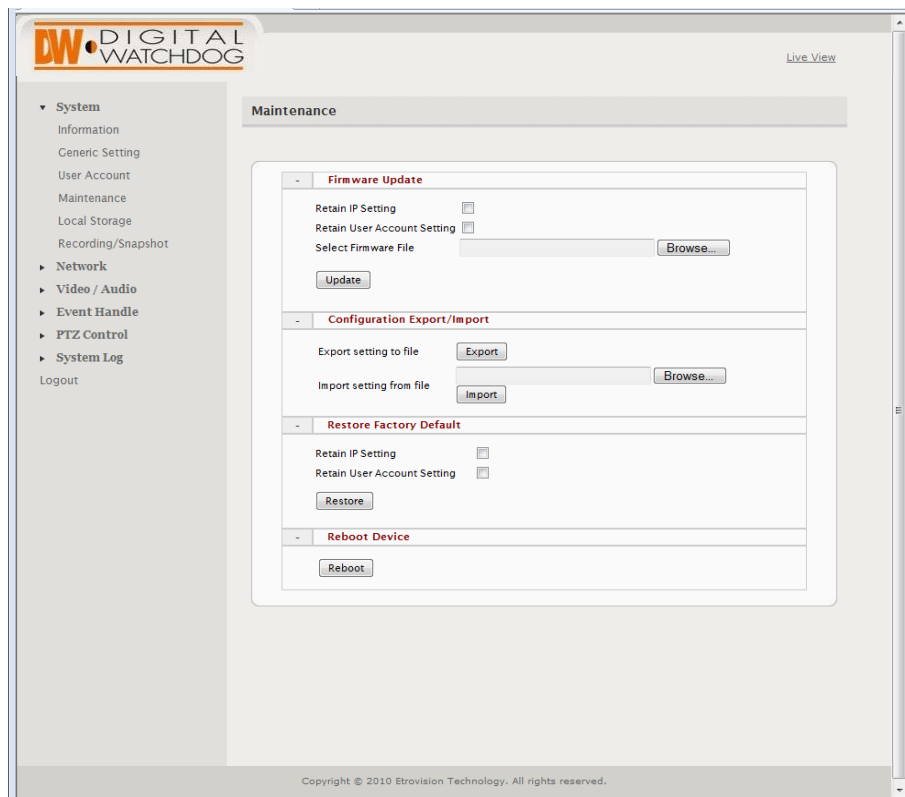 DW DIGITAL
WATCHDOG
Live View
System
Information
Generic Setting
User Account
Maintenance
Local Storage
Recording/Snapshot
Network
Video / Audio
Event Handle
PTZ Control
System Log
Logout
Maintenance
- Firmware Update
Retain IP Setting
Retain User Account Setting
Select Firmware File Browse...
Update
- Configuration Export/Import
Export setting to file Export
Browse...
Import setting from file
Import
- Restore Factory Default
Retain IP Setting
Retain User Account Setting
Restore
- Reboot Device
Reboot
Copyright © 2010 Etrovision Technology. All rights reserved.